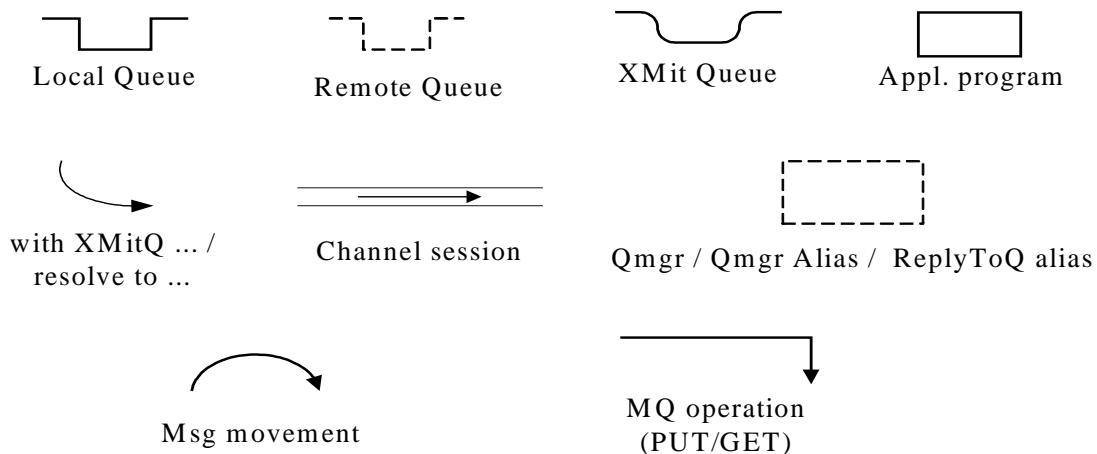 Local Queue
Remote Queue
XMit Queue
Appl. program
with XMitQ ... /
resolve to ...
Channel session
Qmgr / Qmgr Alias / ReplyToQ alias
Msg movement
MQ operation
(PUT/GET)